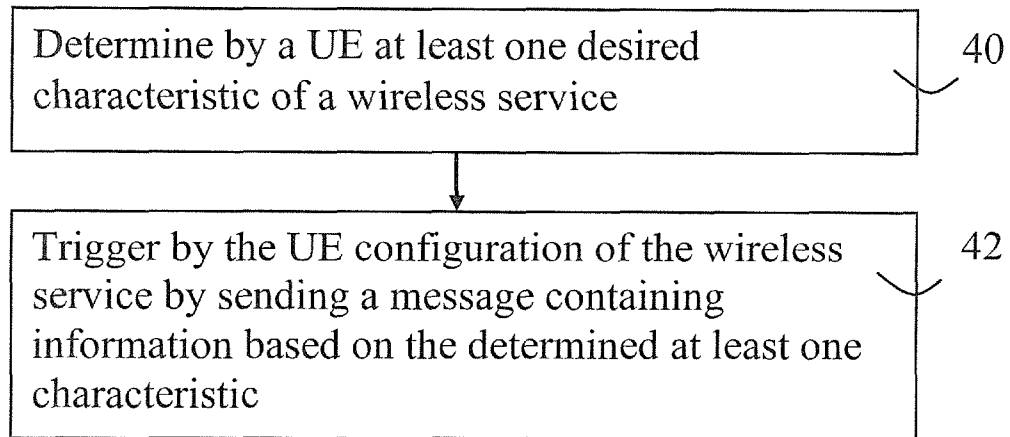 Determine by a UE at least one desired
characteristic of a wireless service
40
Trigger by the UE configuration of the wireless
service by sending a message containing
information based on the determined at least one
characteristic
42